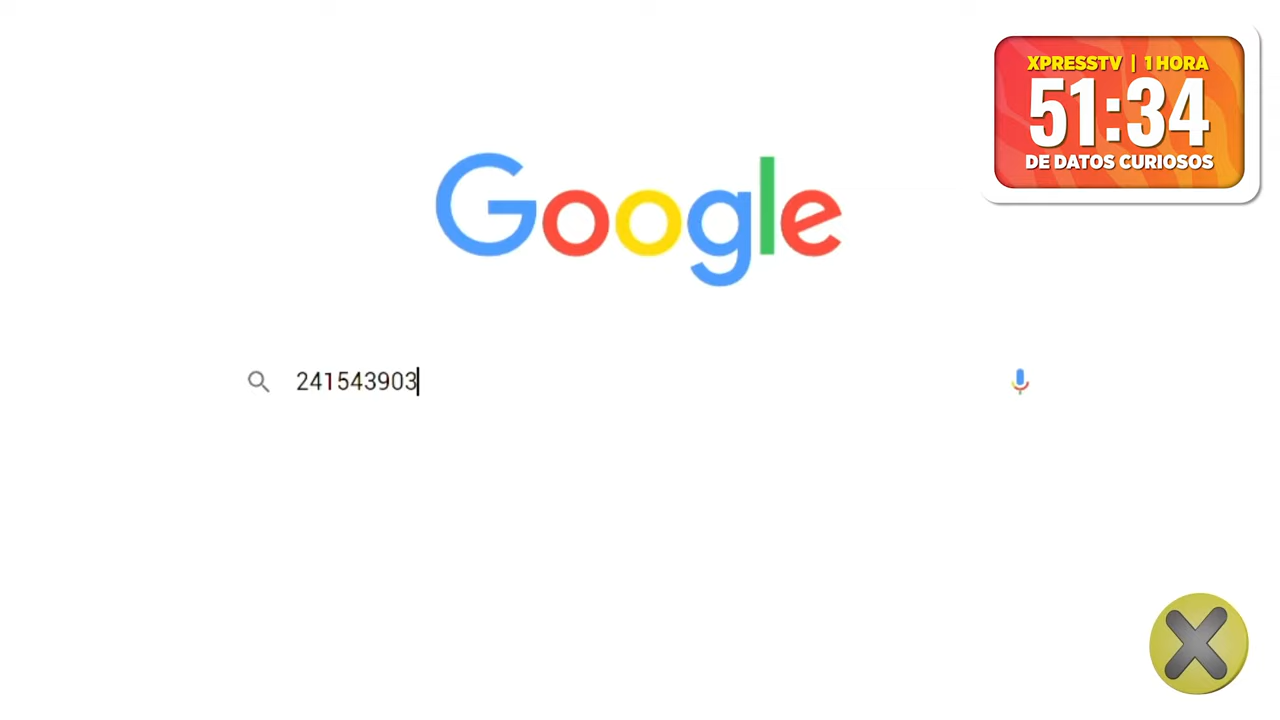 XPRESSTV | 1 HORA
51:34
DE DATOS CURIOSOS
Google
241543903
X